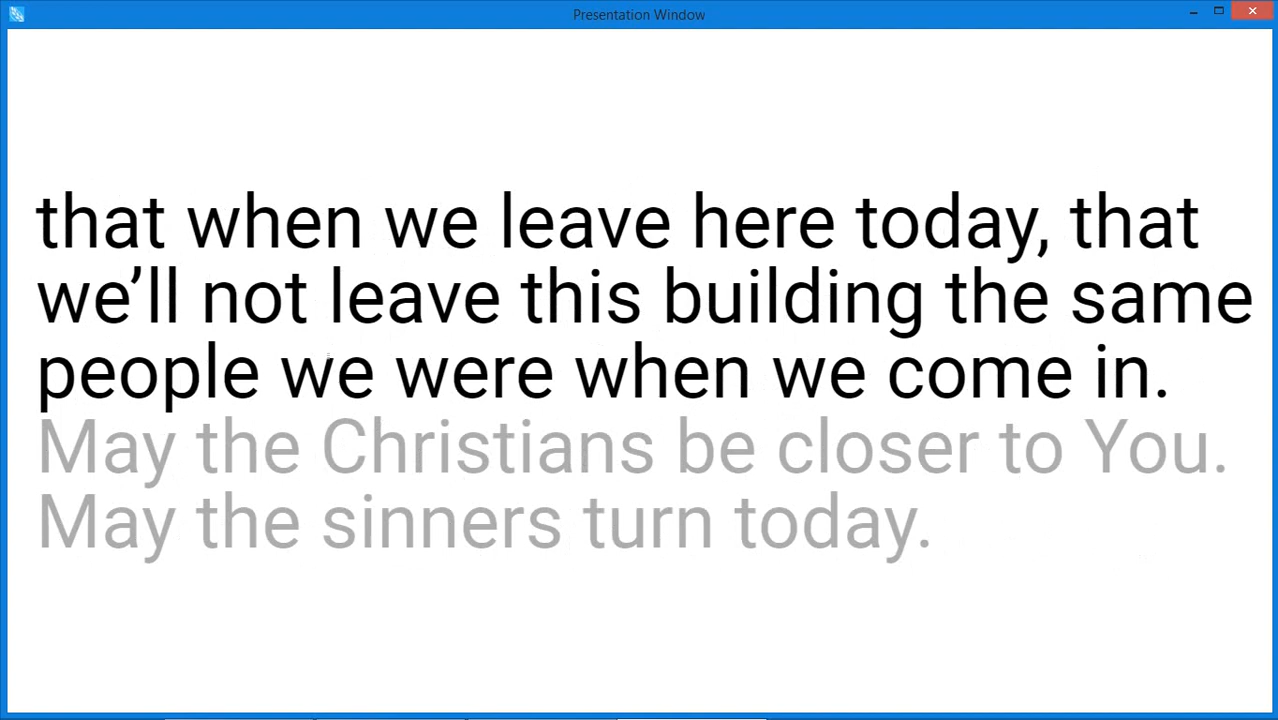 Presentation Window
that when we leave here today, that
we’ll not leave this building the same
people we were when we come in.
May the Christians be closer to You.
May the sinners turn today.